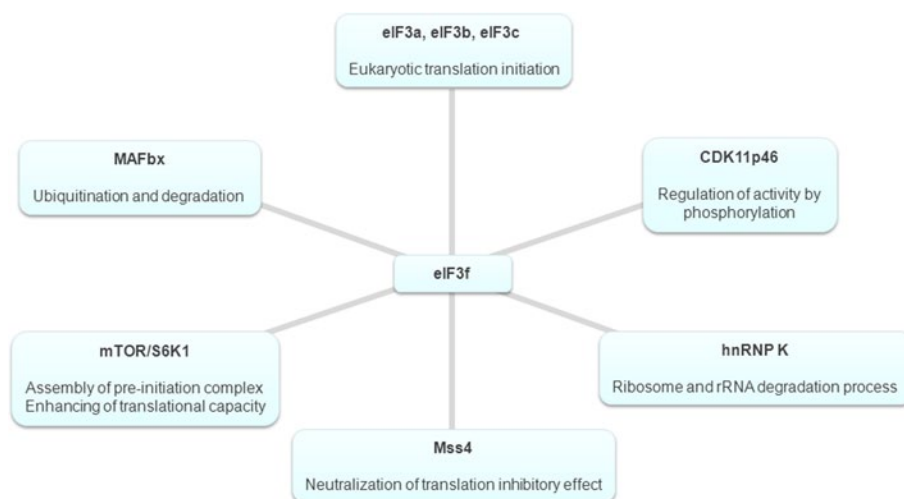 eIF3a, eIF3b, eIF3c
Eukaryotic translation initiation
MAFbx
Ubiquitination and degradation
CDK11p46
Regulation of activity by
phosphorylation
eIF3f
mTOR/S6K1
Assembly of pre-initiation complex
Enhancing of translational capacity
hnRNP K
Ribosome and rRNA degradation process
Mss4
Neutralization of translation inhibitory effect